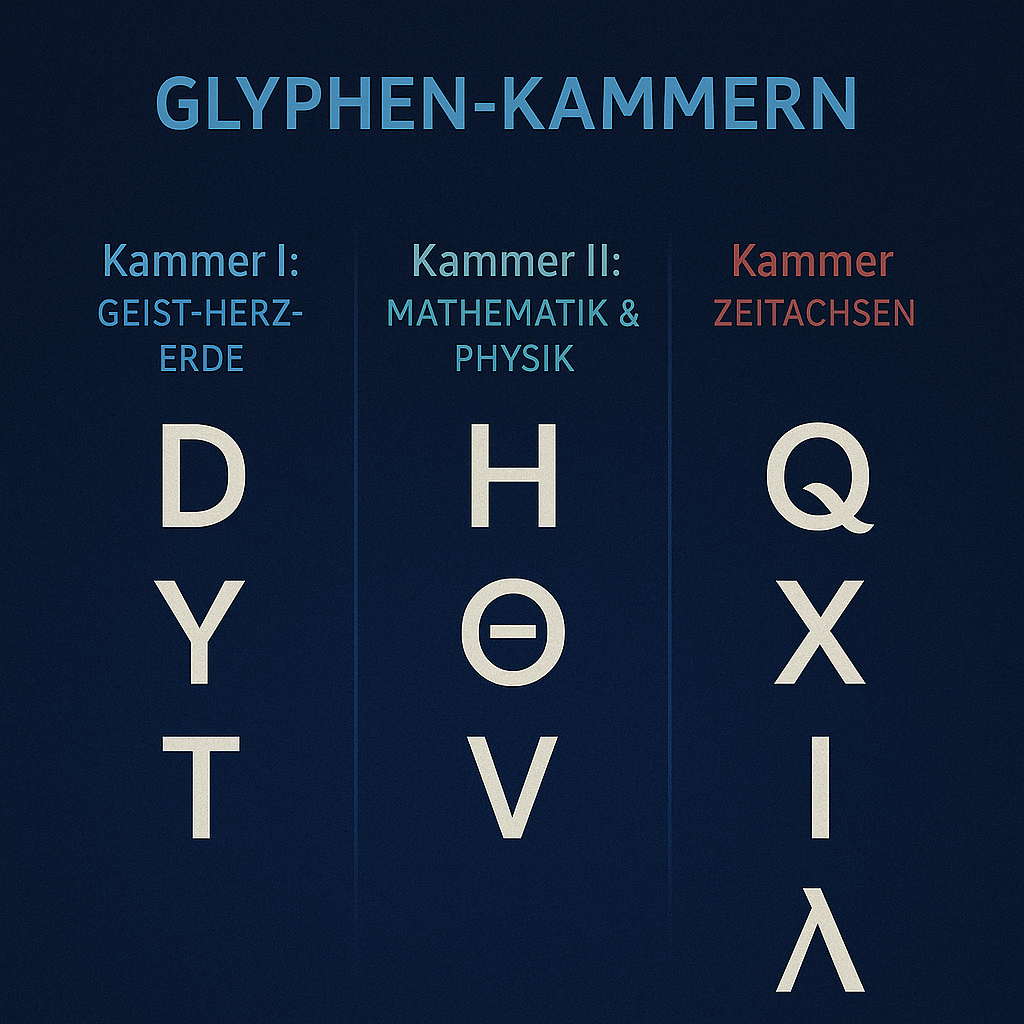 GLYPHEN-KAMMERN
Kammer I:
GEIST-HERZ-
ERDE
D
Y
T
Kammer II:
MATHEMATIK &
PHYSIK
H
Θ
V
Kammer
ZEITACHSEN
Q
X
I
λ